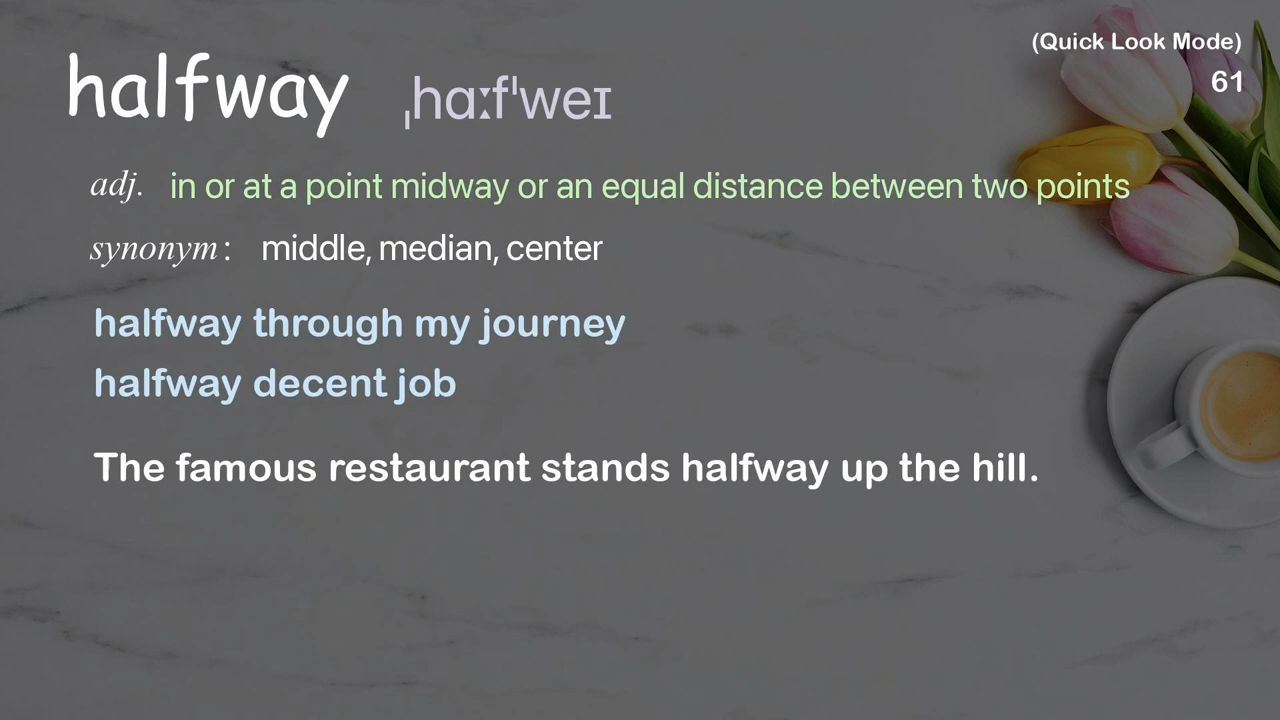 (Quick Look Mode)
61
halfway ˌhɑːfˈweɪ
adj. in or at a point midway or an equal distance between two points
synonym: middle, median, center
halfway through my journey
halfway decent job
The famous restaurant stands halfway up the hill.